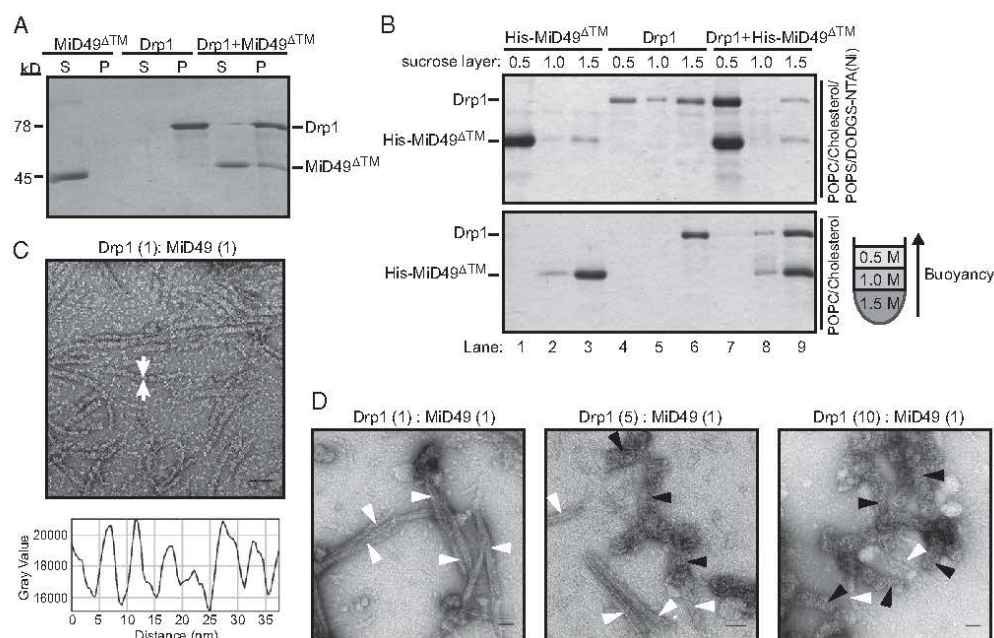 A
MiD49ΔTM Drp1 Drp1+MiD49ΔTM
kD S P S P S P
78
45
Drp1
MiD49ΔTM
B
His-MiD49ΔTM Drp1 Drp1+His-MiD49ΔTM
sucrose layer: 0.5 1.0 1.5 0.5 1.0 1.5 0.5 1.0 1.5
Drp1
His-MiD49ΔTM
POPC/Cholesterol/
POPS/DODGS-NTA(Ni)
Drp1
His-MiD49ΔTM
POPC/Cholesterol
Lane: 1 2 3 4 5 6 7 8 9
0.5 M
1.0 M
1.5 M
Buoyancy
C
Drp1 (1): MiD49 (1)
Gray Value
20000
18000
16000
0 5 10 15 20 25 30 35
Distance (nm)
D
Drp1 (1) : MiD49 (1) Drp1 (5) : MiD49 (1) Drp1 (10) : MiD49 (1)